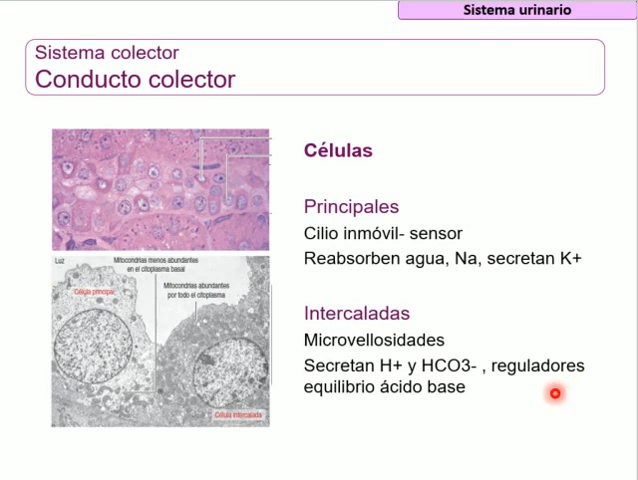 Sistema urinario
Sistema colector
Conducto colector
Células
Principales
Cilio inmóvil- sensor
Reabsorben agua, Na, secretan K+
Intercaladas
Microvellosidades
Secretan H+ y HCO3- , reguladores
equilibrio ácido base
Luz
Mitocondrias menos abundantes
en el citoplasma basal
Mitocondrias abundantes
por todo el citoplasma
Célula principal
Célula intercalada